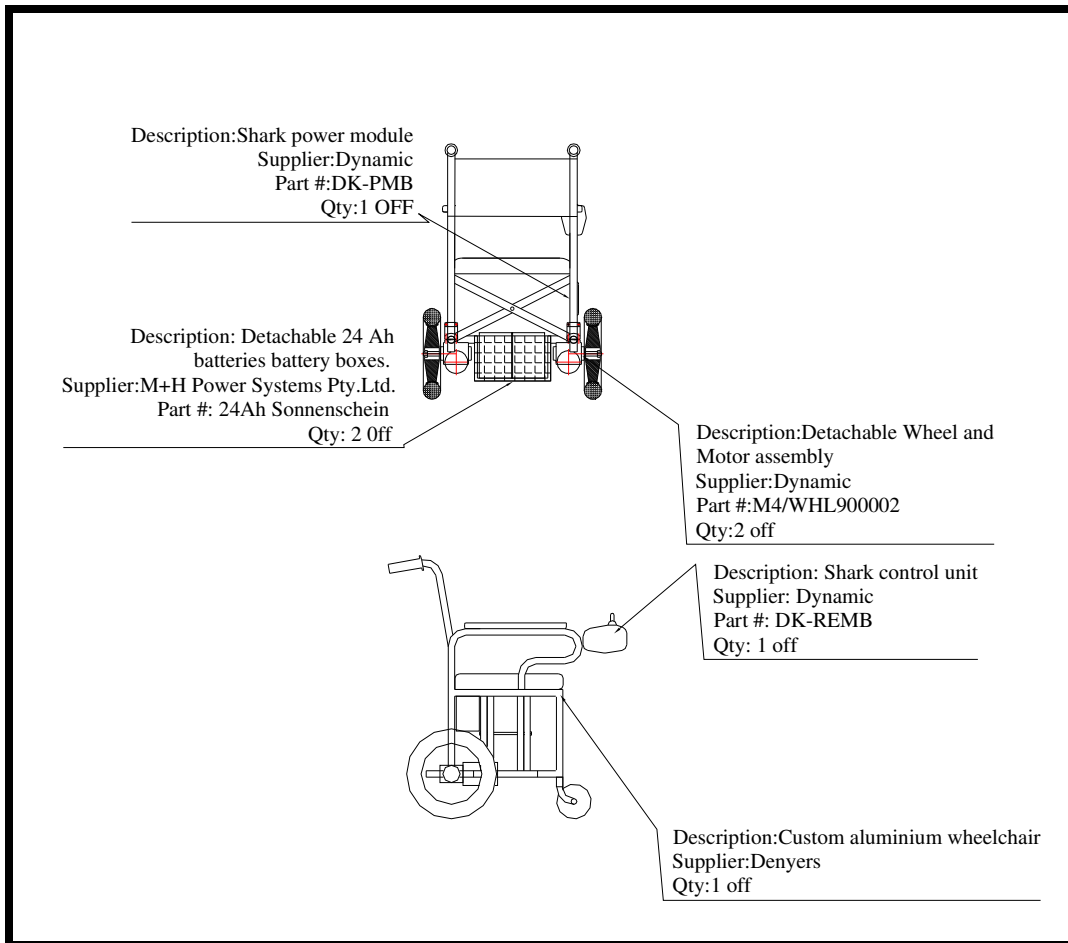 Description:Shark power module
Supplier:Dynamic
Part #:DK-PMB
Qty:1 OFF
Description: Detachable 24 Ah
batteries battery boxes.
Supplier:M+H Power Systems Pty.Ltd.
Part #: 24Ah Sonnenschein
Qty: 2 0ff
Description:Detachable Wheel and
Motor assembly
Supplier:Dynamic
Part #:M4/WHL900002
Qty:2 off
Description: Shark control unit
Supplier: Dynamic
Part #: DK-REMB
Qty: 1 off
Description:Custom aluminium wheelchair
Supplier:Denyers
Qty:1 off